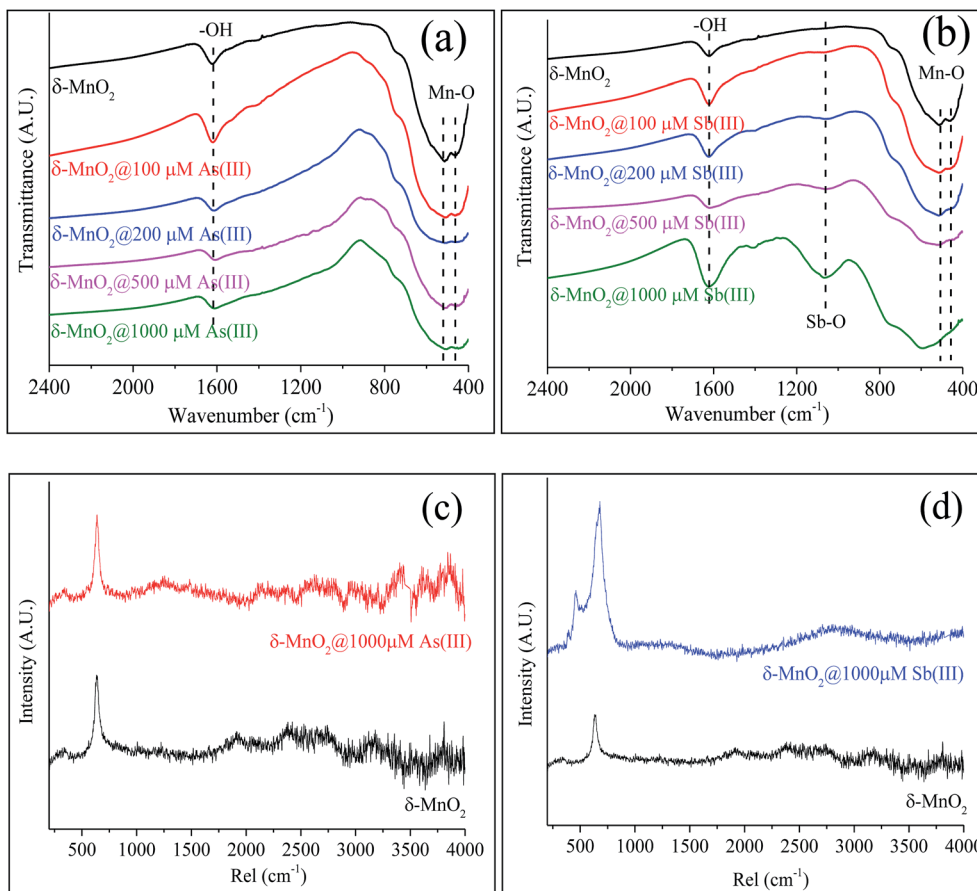 (a)
-OH
Mn-O
δ-MnO₂
δ-MnO₂@100 μM As(III)
δ-MnO₂@200 μM As(III)
δ-MnO₂@500 μM As(III)
δ-MnO₂@1000 μM As(III)
Transmittance (A.U.)
2400 2000 1600 1200 800 400
Wavenumber (cm⁻¹)
(b)
-OH
Mn-O
δ-MnO₂
δ-MnO₂@100 μM Sb(III)
δ-MnO₂@200 μM Sb(III)
δ-MnO₂@500 μM Sb(III)
δ-MnO₂@1000 μM Sb(III)
Sb-O
Transmittance (A.U.)
2400 2000 1600 1200 800 400
Wavenumber (cm⁻¹)
(c)
δ-MnO₂@1000μM As(III)
δ-MnO₂
Intensity (A.U.)
500 1000 1500 2000 2500 3000 3500 4000
Rel (cm⁻¹)
(d)
δ-MnO₂@1000μM Sb(III)
δ-MnO₂
Intensity (A.U.)
500 1000 1500 2000 2500 3000 3500 4000
Rel (cm⁻¹)